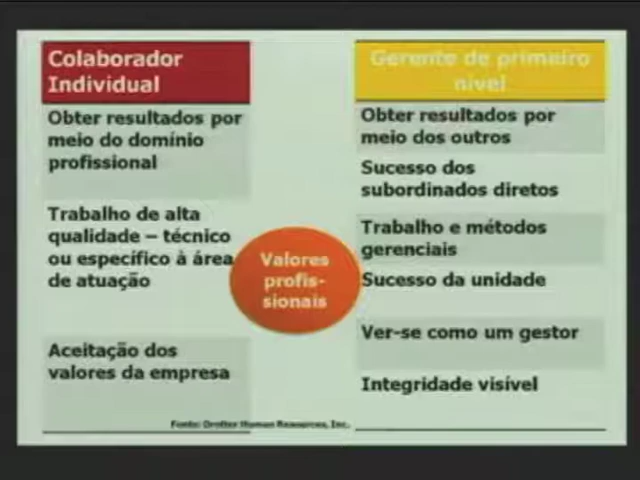 Colaborador
Individual
Obter resultados por
meio do domínio
profissional
Trabalho de alta
qualidade – técnico
ou específico à área
de atuação
Aceitação dos
valores da empresa
Valores
profis-
sionais
Gerente de primeiro
nível
Obter resultados por
meio dos outros
Sucesso dos
subordinados diretos
Trabalho e métodos
gerenciais
Sucesso da unidade
Ver-se como um gestor
Integridade visível
Fonte: Drotter Human Resources, Inc.